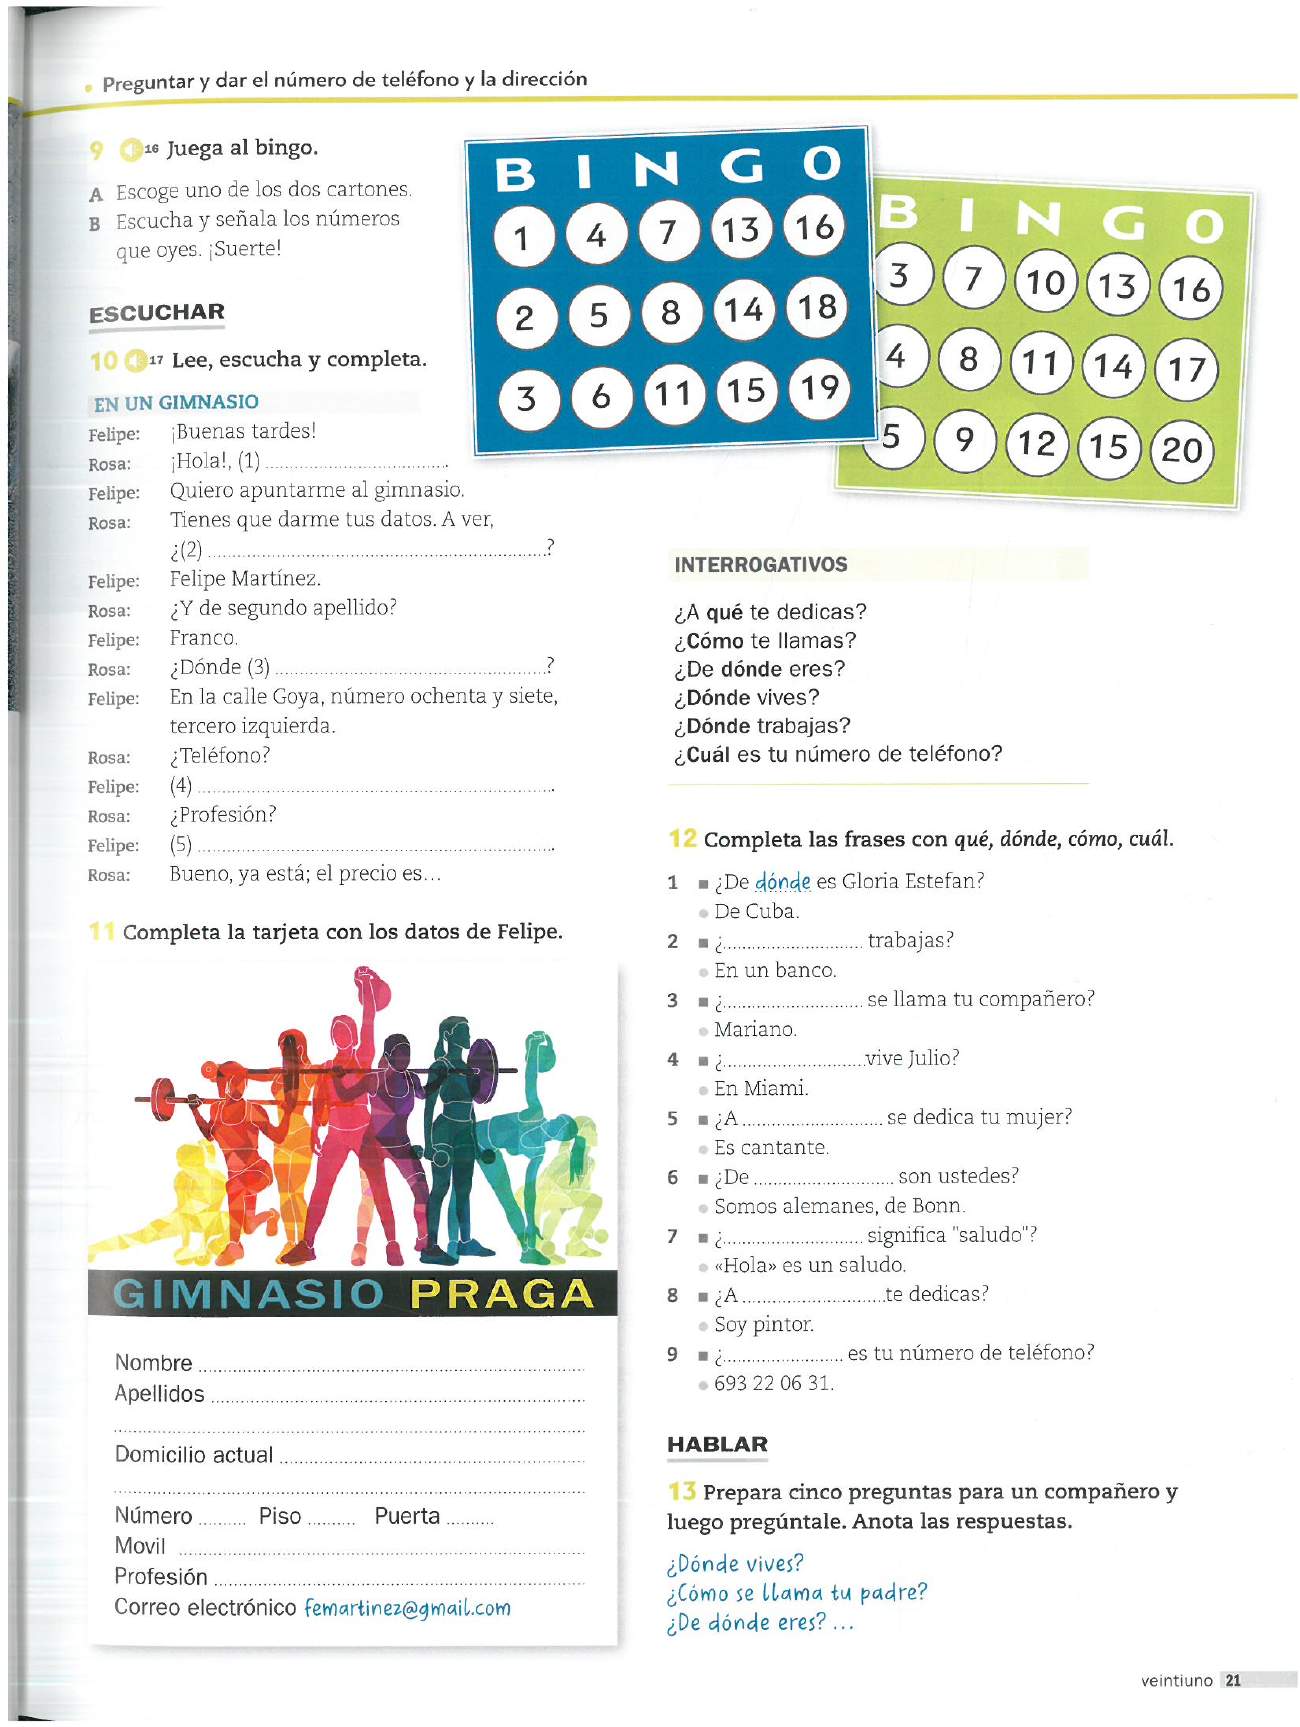 Preguntar y dar el número de teléfono y la dirección
9 16 Juega al bingo.
A Escoge uno de los dos cartones.
B Escucha y señala los números
que oyes. ¡Suerte!
B I N G O
1 4 7 13 16
2 5 8 14 18
3 6 11 15 19
B I N G O
3 7 10 13 16
4 8 11 14 17
5 9 12 15 20
ESCUCHAR
10 17 Lee, escucha y completa.
EN UN GIMNASIO
Felipe: ¡Buenas tardes!
Rosa: ¡Hola!, (1) ....................................
Felipe: Quiero apuntarme al gimnasio.
Rosa: Tienes que darme tus datos. A ver,
¿(2) ....................................?
Felipe: Felipe Martínez.
Rosa: ¿Y de segundo apellido?
Felipe: Franco.
Rosa: ¿Dónde (3) ....................................?
Felipe: En la calle Goya, número ochenta y siete,
tercero izquierda.
Rosa: ¿Teléfono?
Felipe: (4) ....................................
Rosa: ¿Profesión?
Felipe: (5) ....................................
Rosa: Bueno, ya está; el precio es...
11 Completa la tarjeta con los datos de Felipe.
GIMNASIO PRAGA
Nombre ....................................
Apellidos ....................................
....................................
Domicilio actual ....................................
....................................
Número .......... Piso .......... Puerta ..........
Movil ....................................
Profesión ....................................
Correo electrónico femartinez@gmail.com
INTERROGATIVOS
¿A qué te dedicas?
¿Cómo te llamas?
¿De dónde eres?
¿Dónde vives?
¿Dónde trabajas?
¿Cuál es tu número de teléfono?
12 Completa las frases con qué, dónde, cómo, cuál.
1 ■ ¿De dónde es Gloria Estefan?
● De Cuba.
2 ■ ¿............................ trabajas?
● En un banco.
3 ■ ¿............................ se llama tu compañero?
● Mariano.
4 ■ ¿............................vive Julio?
● En Miami.
5 ■ ¿A ............................ se dedica tu mujer?
● Es cantante.
6 ■ ¿De ............................ son ustedes?
● Somos alemanes, de Bonn.
7 ■ ¿............................ significa "saludo"?
● «Hola» es un saludo.
8 ■ ¿A ............................te dedicas?
● Soy pintor.
9 ■ ¿........................ es tu número de teléfono?
● 693 22 06 31.
HABLAR
13 Prepara cinco preguntas para un compañero y
luego pregúntale. Anota las respuestas.
¿Dónde vives?
¿Cómo se llama tu padre?
¿De dónde eres? ...
veintiuno 21